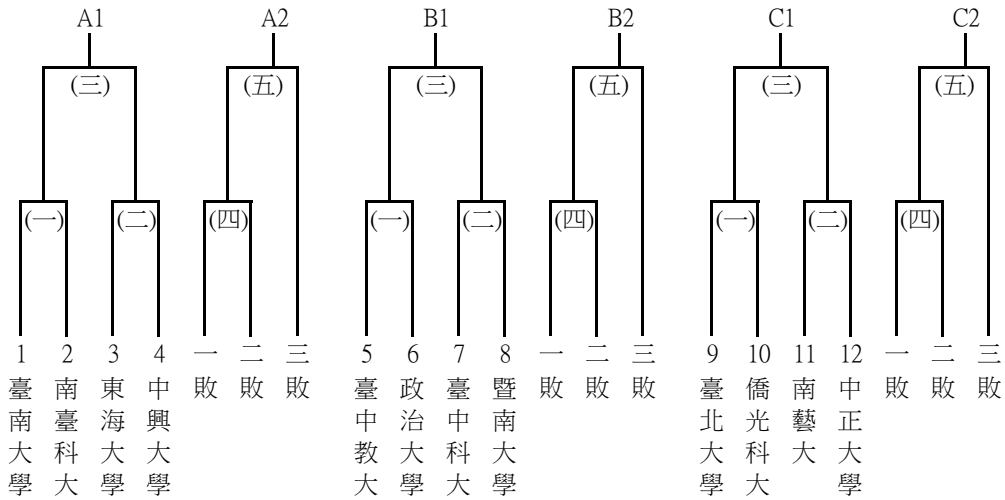 A1 A2 B1 B2 C1 C2
(三) (五) (三) (五) (三) (五)
(一) (二) (四) (一) (二) (四) (一) (二) (四)
1 2 3 4 一 二 三 5 6 7 8 一 二 三 9 10 11 12 一 二 三
臺南大學
南臺科大
東海大學
中興大學
敗
敗
敗
臺中教大
政治大學
臺中科大
暨南大學
敗
敗
敗
臺北大學
僑光科大
南藝大
中正大學
敗
敗
敗